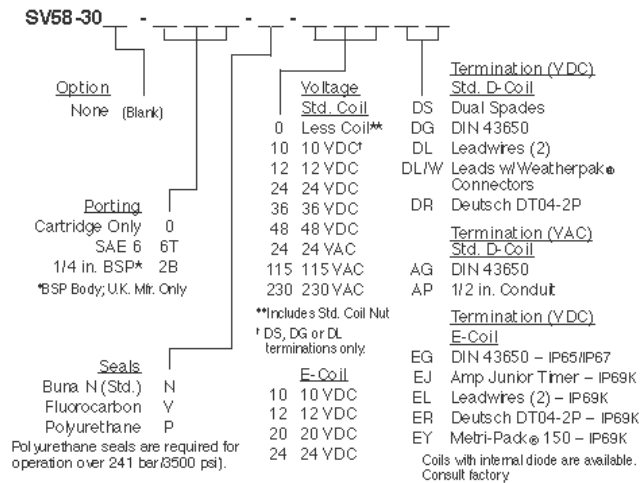 SV58-30__ - ____ - __ - ____ ____
Option
None (Blank)
Porting
Cartridge Only 0
SAE 6 6T
1/4 in. BSP* 2B
*BSP Body; U.K. Mfr. Only
Seals
Buna N (Std.) N
Fluorocarbon V
Polyurethane P
Polyurethane seals are required for
operation over 241 bar/3500 psi).
Voltage
Std. Coil
0 Less Coil**
10 10 VDC†
12 12 VDC
24 24 VDC
36 36 VDC
48 48 VDC
24 24 VAC
115 115 VAC
230 230 VAC
**Includes Std. Coil Nut
† DS, DG or DL
terminations only.
E-Coil
10 10 VDC
12 12 VDC
20 20 VDC
24 24 VDC
Termination (VDC)
Std. D-Coil
DS Dual Spades
DG DIN 43650
DL Leadwires (2)
DL/W Leads w/Weatherpak®
Connectors
DR Deutsch DT04-2P
Termination (VAC)
Std. D-Coil
AG DIN 43650
AP 1/2 in. Conduit
Termination (VDC)
E-Coil
EG DIN 43650 – IP65/IP67
EJ Amp Junior Timer – IP69K
EL Leadwires (2) – IP69K
ER Deutsch DT04-2P – IP69K
EY Metri-Pack® 150 – IP69K
Coils with internal diode are available.
Consult factory